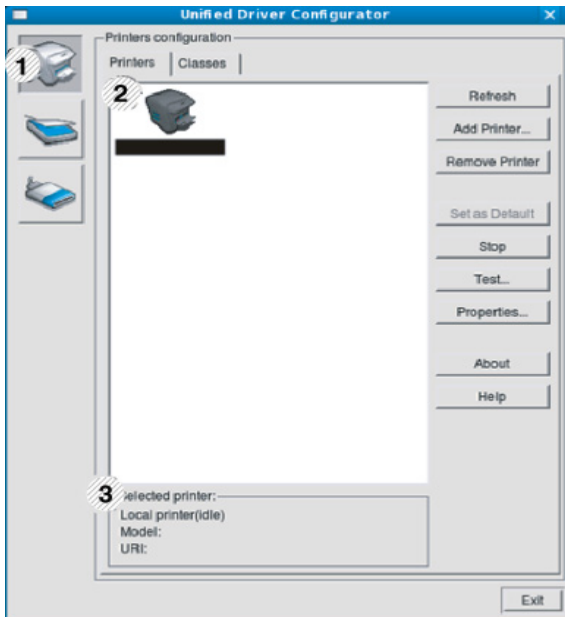 Unified Driver Configurator
Printers configuration
1
Printers
Classes
2
Refresh
Add Printer...
Remove Printer
Set as Default
Stop
Test...
Properties...
About
Help
3
Selected printer:
Local printer(idle)
Model:
URI:
Exit